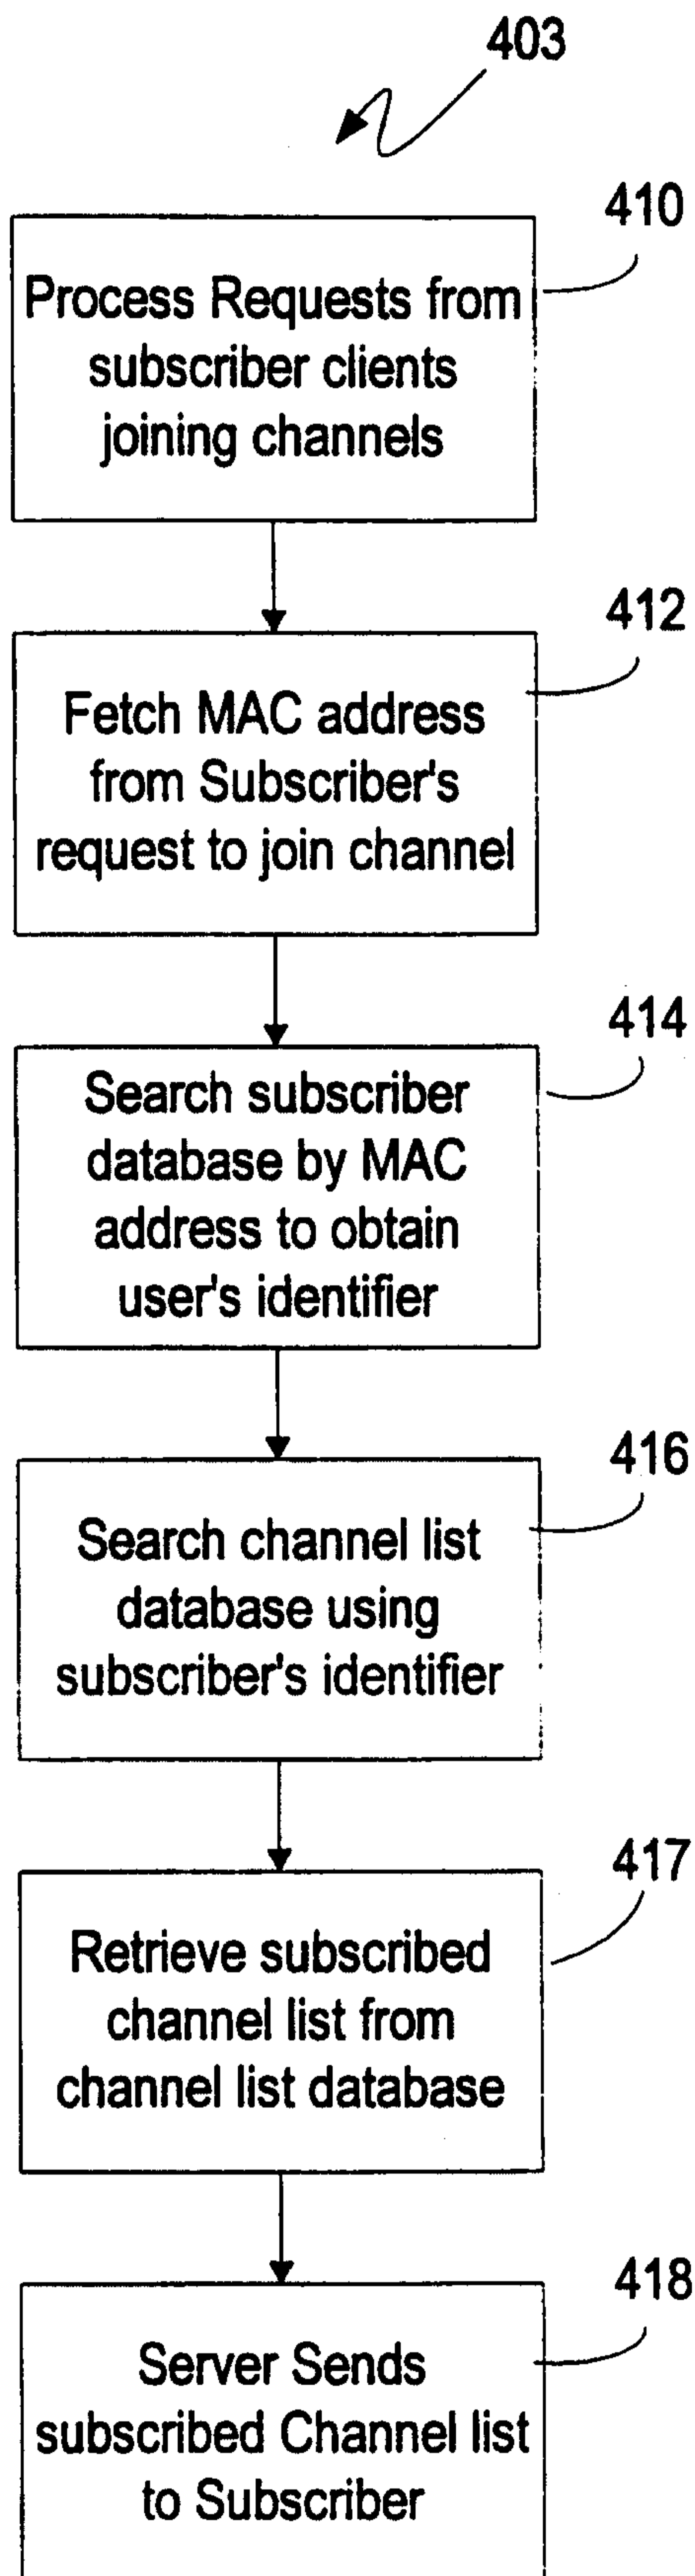 403
410
Process Requests from
subscriber clients
joining channels
412
Fetch MAC address
from Subscriber's
request to join channel
414
Search subscriber
database by MAC
address to obtain
user's identifier
416
Search channel list
database using
subscriber's identifier
417
Retrieve subscribed
channel list from
channel list database
418
Server Sends
subscribed Channel list
to Subscriber